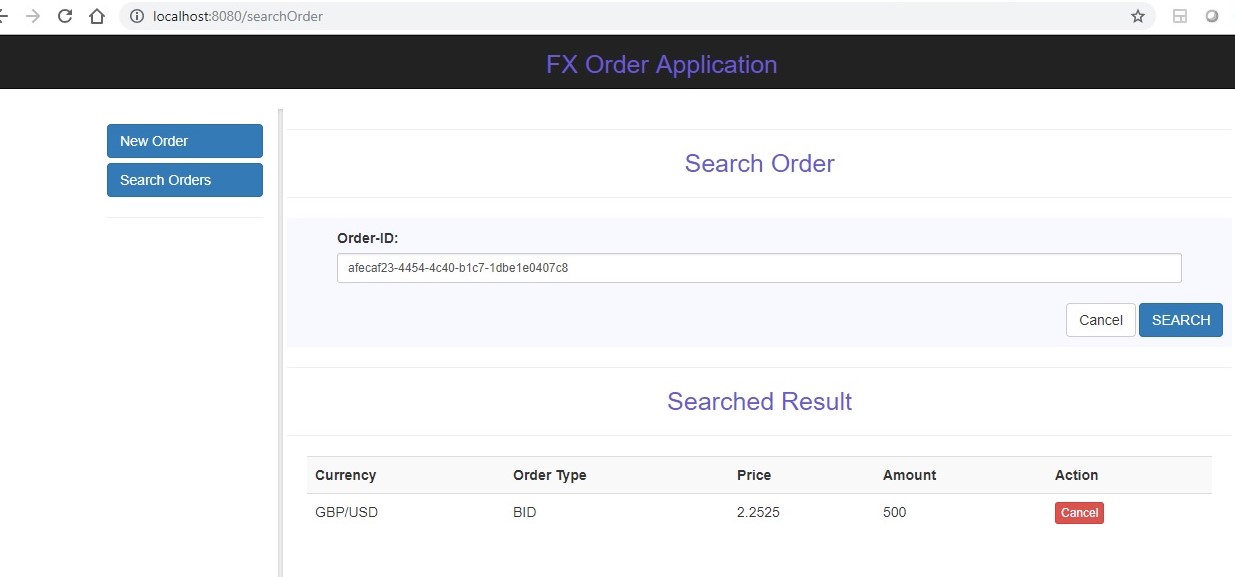 localhost:8080/searchOrder
FX Order Application
New Order
Search Orders
Search Order
Order-ID:
afecaf23-4454-4c40-b1c7-1dbe1e0407c8
Cancel SEARCH
Searched Result
Currency Order Type Price Amount Action
GBP/USD BID 2.2525 500 Cancel